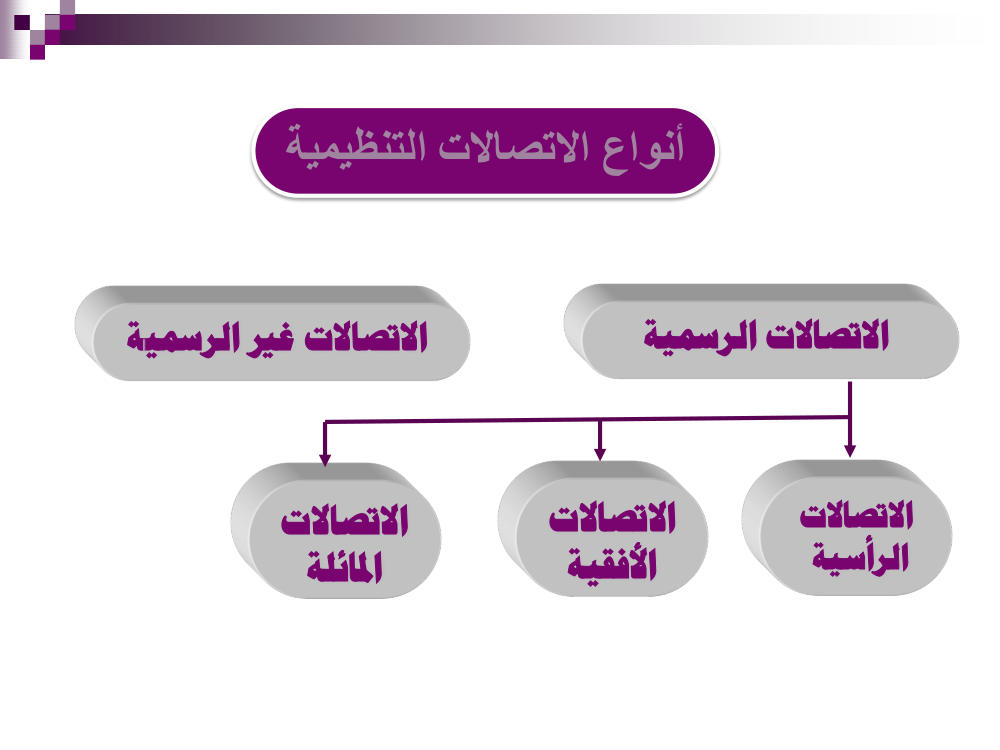 أنواع الاتصالات التنظيمية
الاتصالات الرسمية
الاتصالات غير الرسمية
الاتصالات
الرأسية
الاتصالات
الأفقية
الاتصالات
المائلة